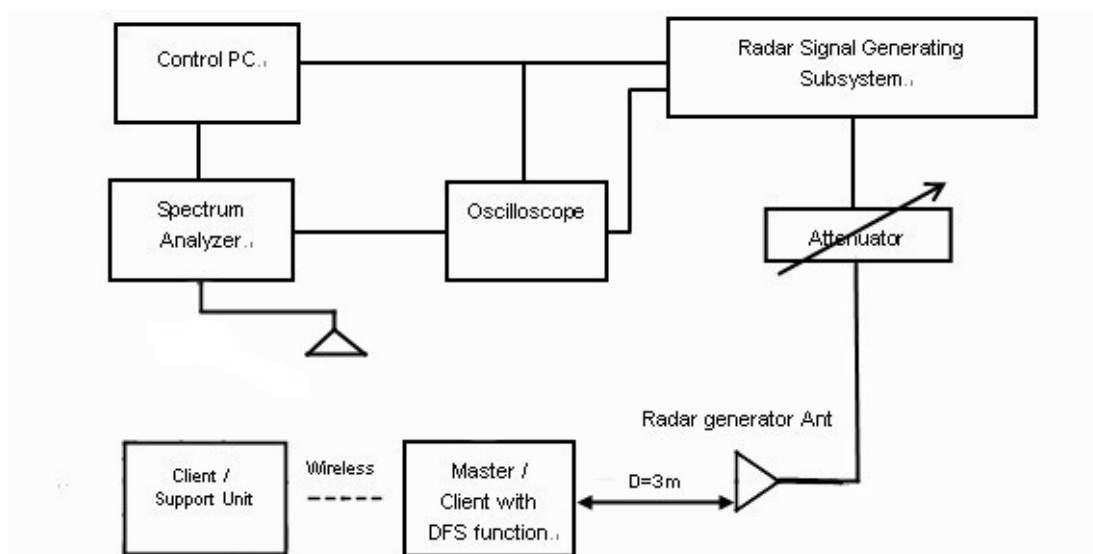 Control PC
Radar Signal Generating
Subsystem
Spectrum
Analyzer
Oscilloscope
Attenuator
Radar generator Ant
Client /
Support Unit
Wireless
Master /
Client with
DFS function
D=3m